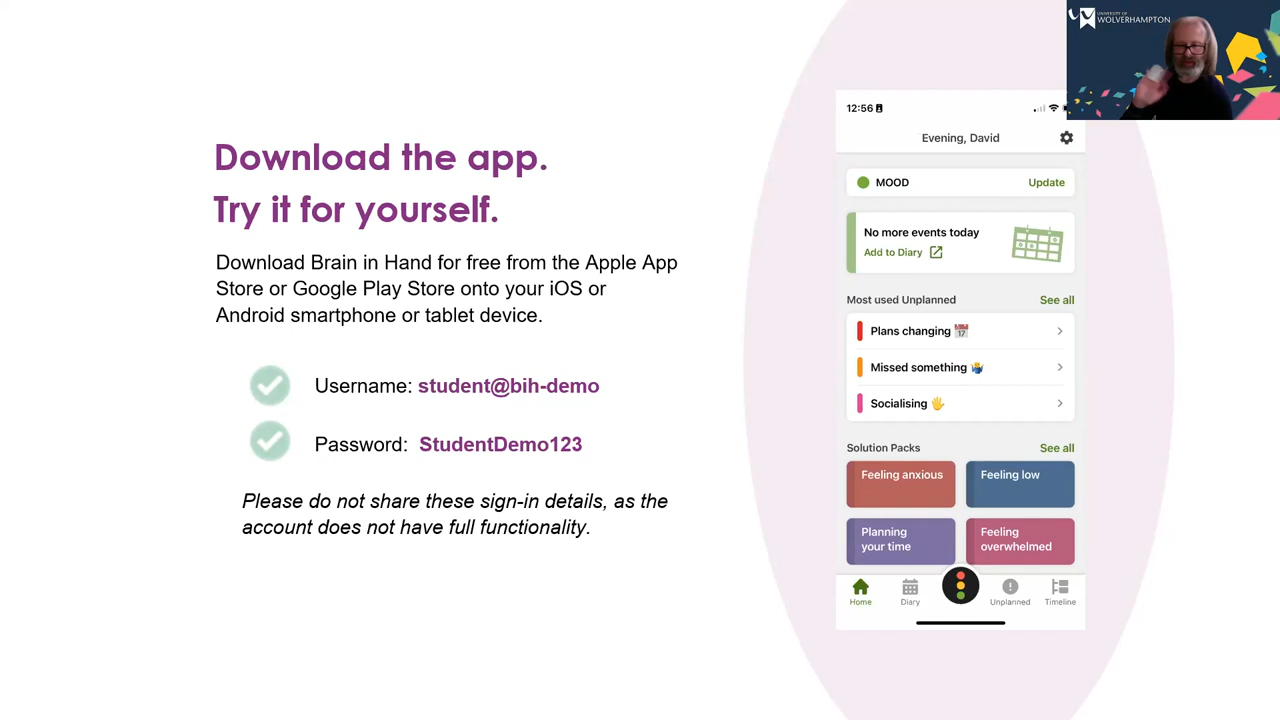 UNIVERSITY OF
WOLVERHAMPTON
Download the app.
Try it for yourself.
Download Brain in Hand for free from the Apple App
Store or Google Play Store onto your iOS or
Android smartphone or tablet device.
Username: student@bih-demo
Password: StudentDemo123
Please do not share these sign-in details, as the
account does not have full functionality.
12:56
Evening, David
MOOD
Update
No more events today
Add to Diary
Most used Unplanned
See all
Plans changing
Missed something
Socialising
Solution Packs
See all
Feeling anxious
Feeling low
Planning
your time
Feeling
overwhelmed
Home
Diary
Unplanned
Timeline